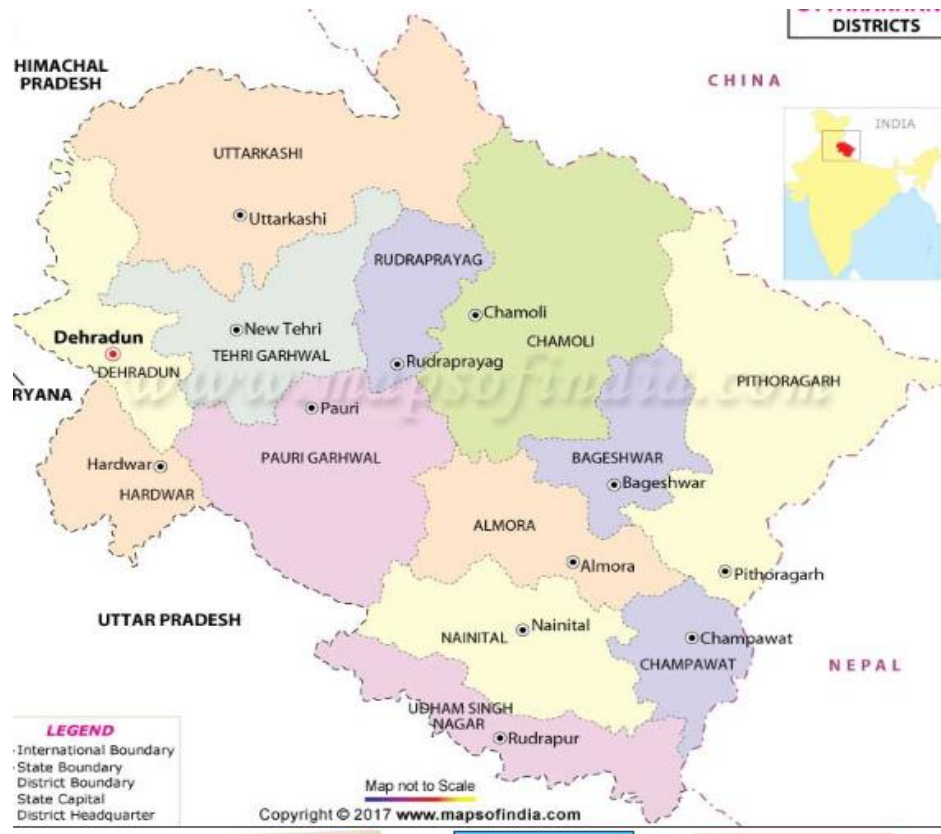 DISTRICTS
HIMACHAL
PRADESH
CHINA
INDIA
UTTARKASHI
Uttarkashi
RUDRAPRAYAG
Chamoli
CHAMOLI
New Tehri
TEHRI GARHWAL
Dehradun
DEHRADUN
Rudraprayag
PITHORAGARH
RYANA
www.mapsofindia.com
Pauri
PAURI GARHWAL
BAGESHWAR
Bageshwar
Hardwar
HARDWAR
ALMORA
Almora
Pithoragarh
UTTAR PRADESH
Nainital
NAINITAL
Champawat
CHAMPAWAT
NEPAL
UDHAM SINGH
NAGAR
Rudrapur
LEGEND
International Boundary
State Boundary
District Boundary
State Capital
District Headquarter
Map not to Scale
Copyright © 2017 www.mapsofindia.com